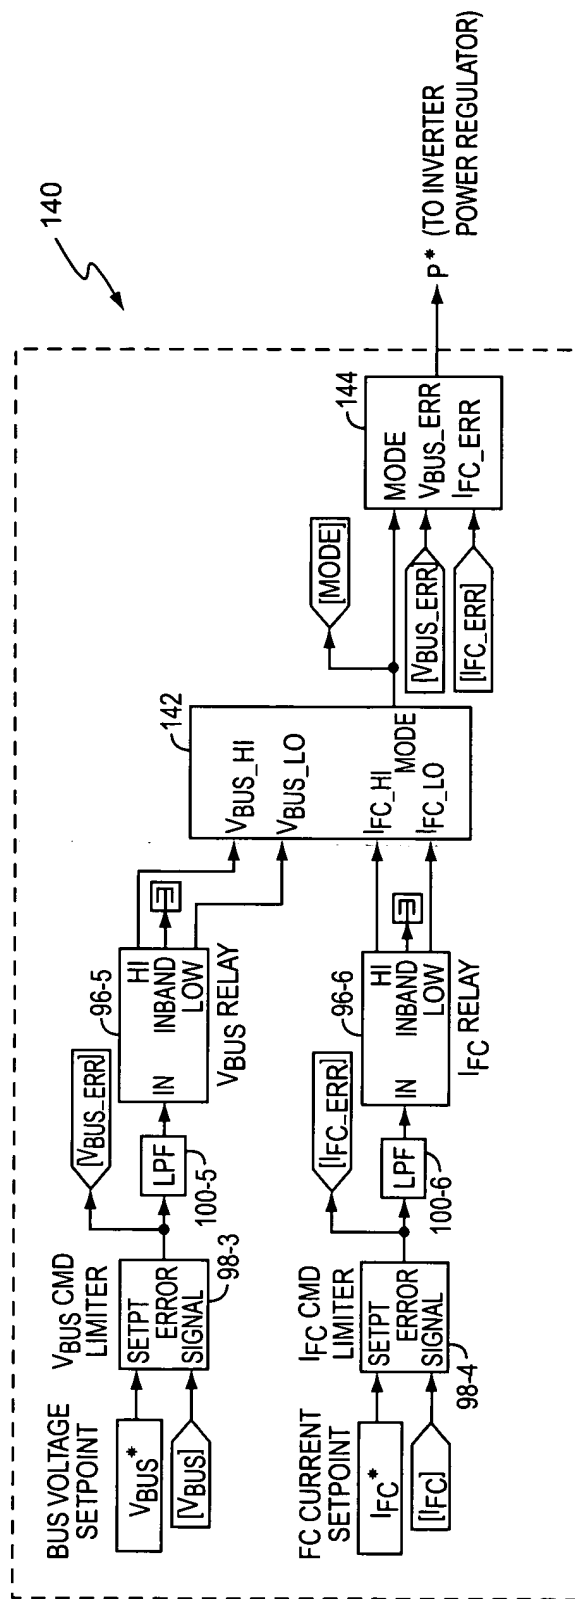 140
BUS VOLTAGE
SETPOINT
VBUS*
[VBUS]
VBUS CMD
LIMITER
SETPT
ERROR
SIGNAL
98-3
[VBUS_ERR]
LPF
100-5
96-5
IN
HI
INBAND
LOW
VBUS RELAY
E
FC CURRENT
SETPOINT
IFC*
[IFC]
IFC CMD
LIMITER
SETPT
ERROR
SIGNAL
98-4
[IFC_ERR]
LPF
100-6
96-6
IN
HI
INBAND
LOW
IFC RELAY
E
142
VBUS_HI
VBUS_LO
IFC_HI
MODE
IFC_LO
[MODE]
[VBUS_ERR]
[IFC_ERR]
144
MODE
VBUS_ERR
IFC_ERR
P* (TO INVERTER
POWER REGULATOR)